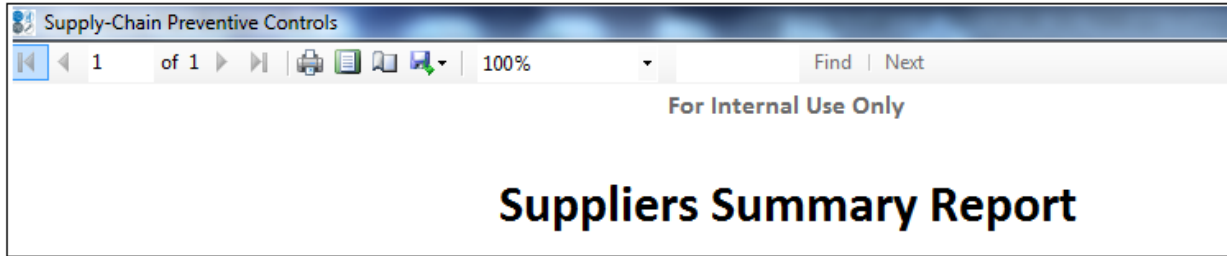 Supply-Chain Preventive Controls
1 of 1 100% Find | Next
For Internal Use Only
Suppliers Summary Report